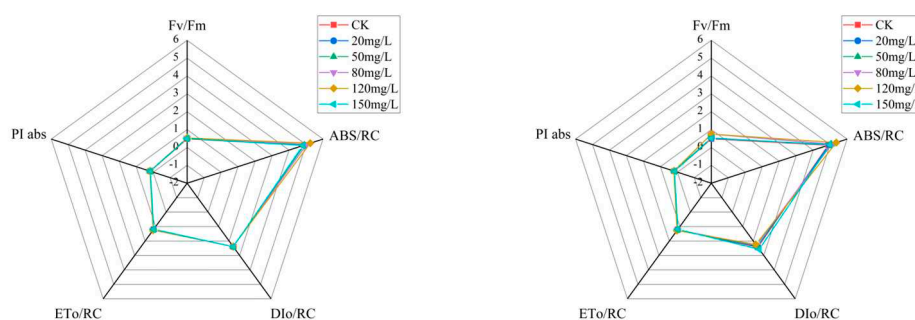 Fv/Fm
6
5
4
3
2
1
0
-1
-2
ABS/RC
DIo/RC
ETo/RC
PI abs
CK
20mg/L
50mg/L
80mg/L
120mg/L
150mg/L
Fv/Fm
6
5
4
3
2
1
0
-1
-2
ABS/RC
DIo/RC
ETo/RC
PI abs
CK
20mg/L
50mg/L
80mg/L
120mg/L
150mg/L